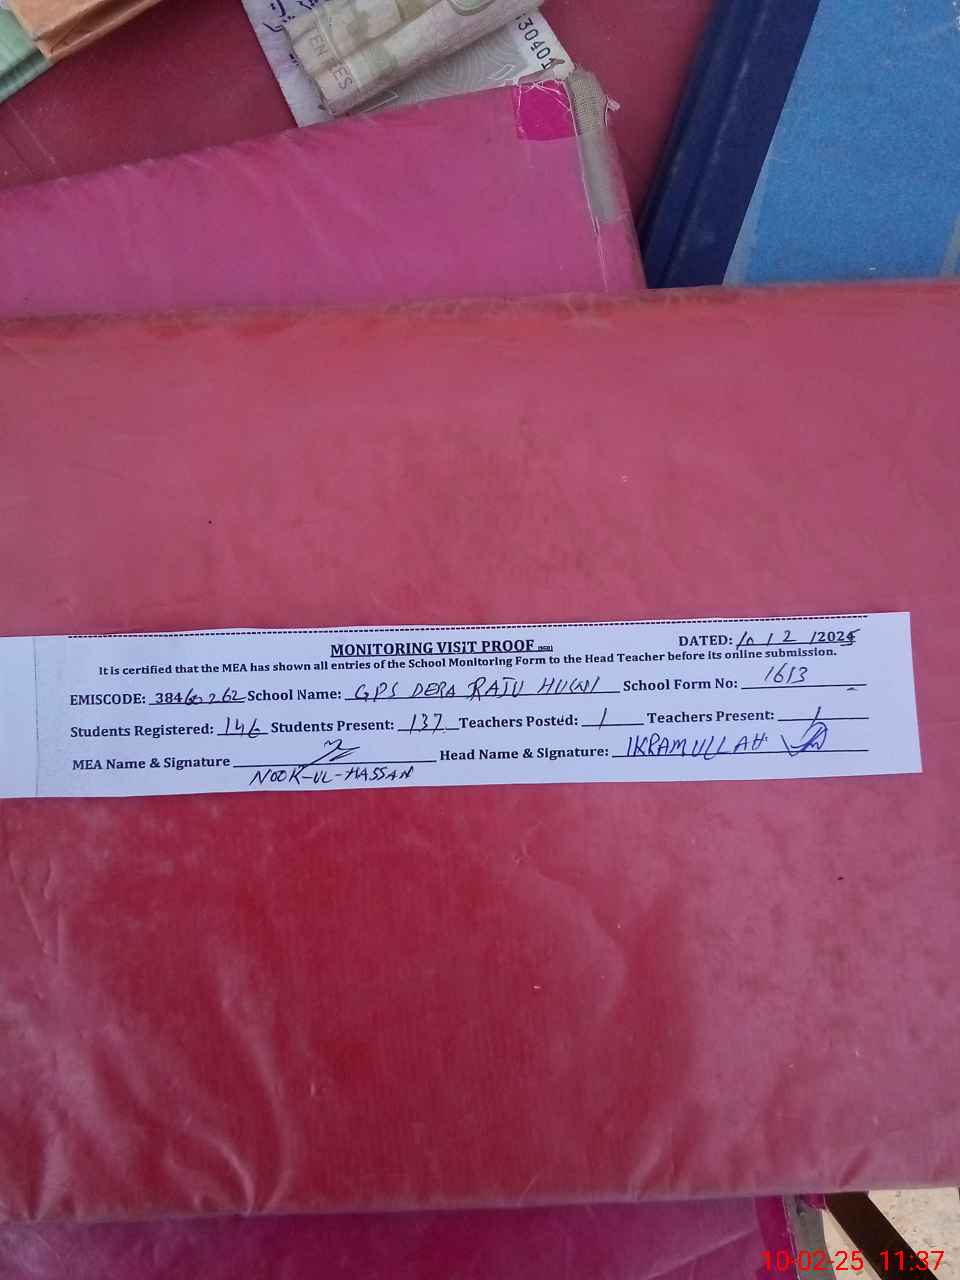 TEN
ES
30401
MONITORING VISIT PROOF
DATED: 10 / 2 /2025
It is certified that the MEA has shown all entries of the School Monitoring Form to the Head Teacher before its online submission.
EMISCODE: 38460262 School Name: GPS DERA RAJU School Form No: 1613
Students Registered: 146 Students Present: 137 Teachers Posted: 1 Teachers Present: 1
MEA Name & Signature Head Name & Signature: IKRAMULLAH
NOOR-UL-HASSAN
10-02-25 11:37